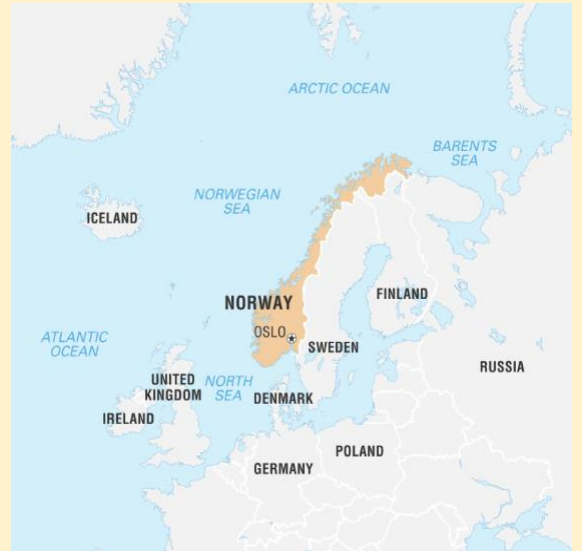 ARCTIC OCEAN
BARENTS
SEA
NORWEGIAN
SEA
ICELAND
FINLAND
NORWAY
OSLO
ATLANTIC
OCEAN
SWEDEN
RUSSIA
UNITED
KINGDOM
NORTH
SEA
DENMARK
IRELAND
POLAND
GERMANY